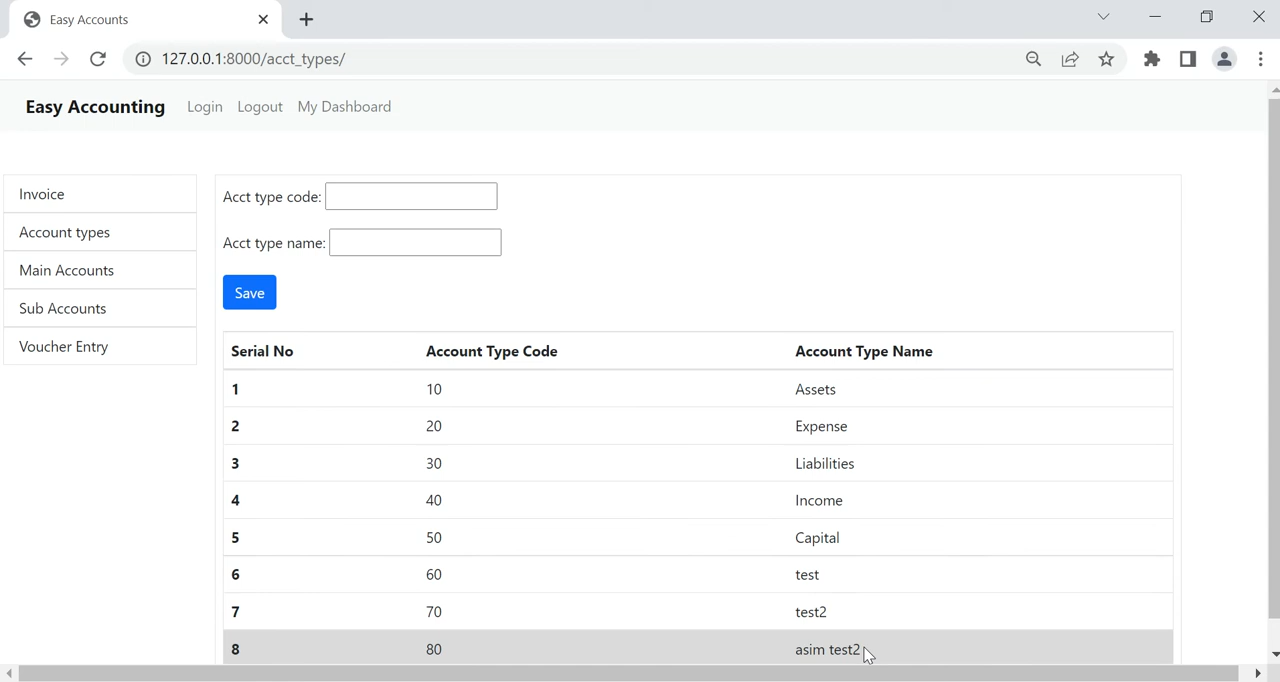 Easy Accounts
127.0.0.1:8000/acct_types/
Easy Accounting Login Logout My Dashboard
Invoice
Account types
Main Accounts
Sub Accounts
Voucher Entry
Acct type code:
Acct type name:
Save
Serial No Account Type Code Account Type Name
1 10 Assets
2 20 Expense
3 30 Liabilities
4 40 Income
5 50 Capital
6 60 test
7 70 test2
8 80 asim test2